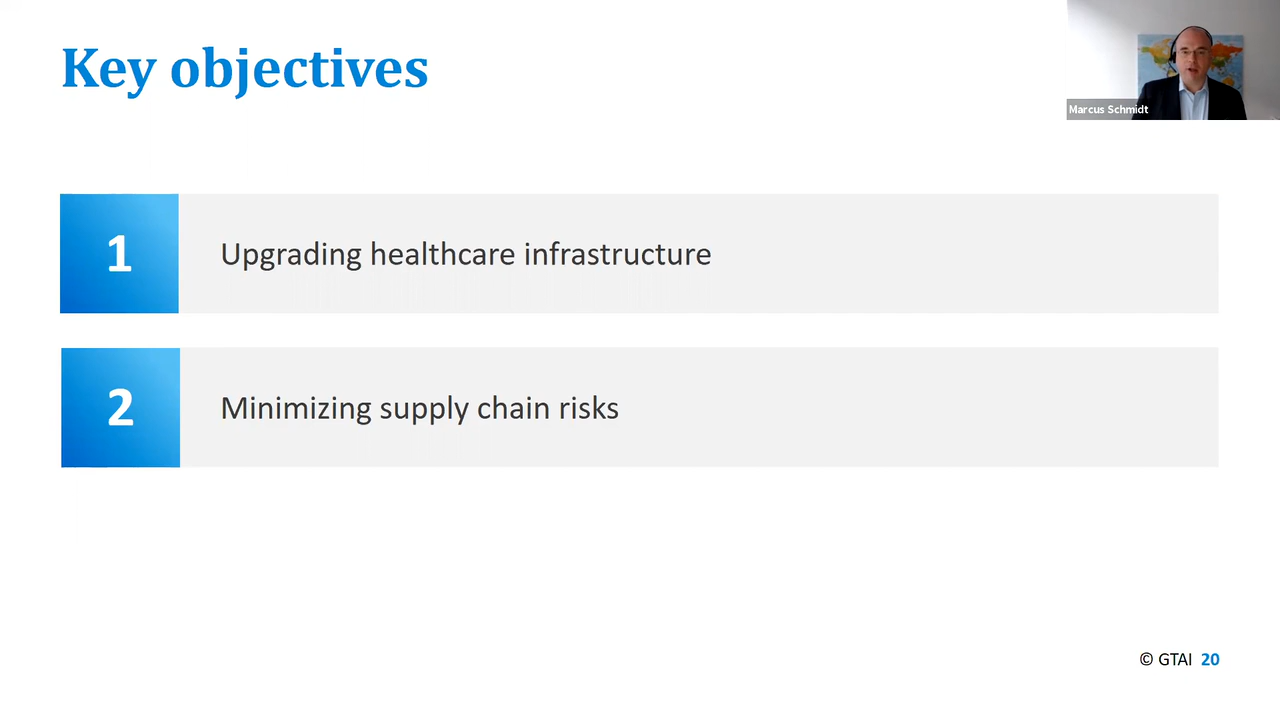 Key objectives
Marcus Schmidt
1
Upgrading healthcare infrastructure
2
Minimizing supply chain risks
© GTAI 20